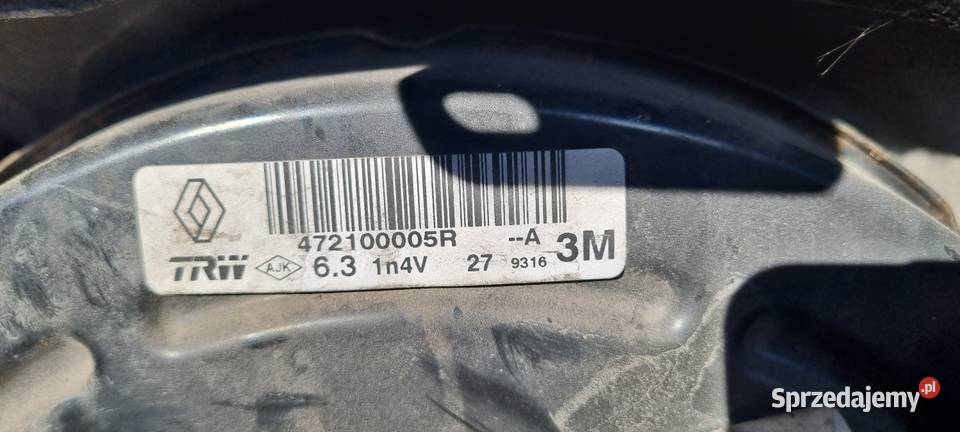 472100005R --A 3M
TRW AJK 6.3 1n4V 27 9316
Sprzedajemy.pl